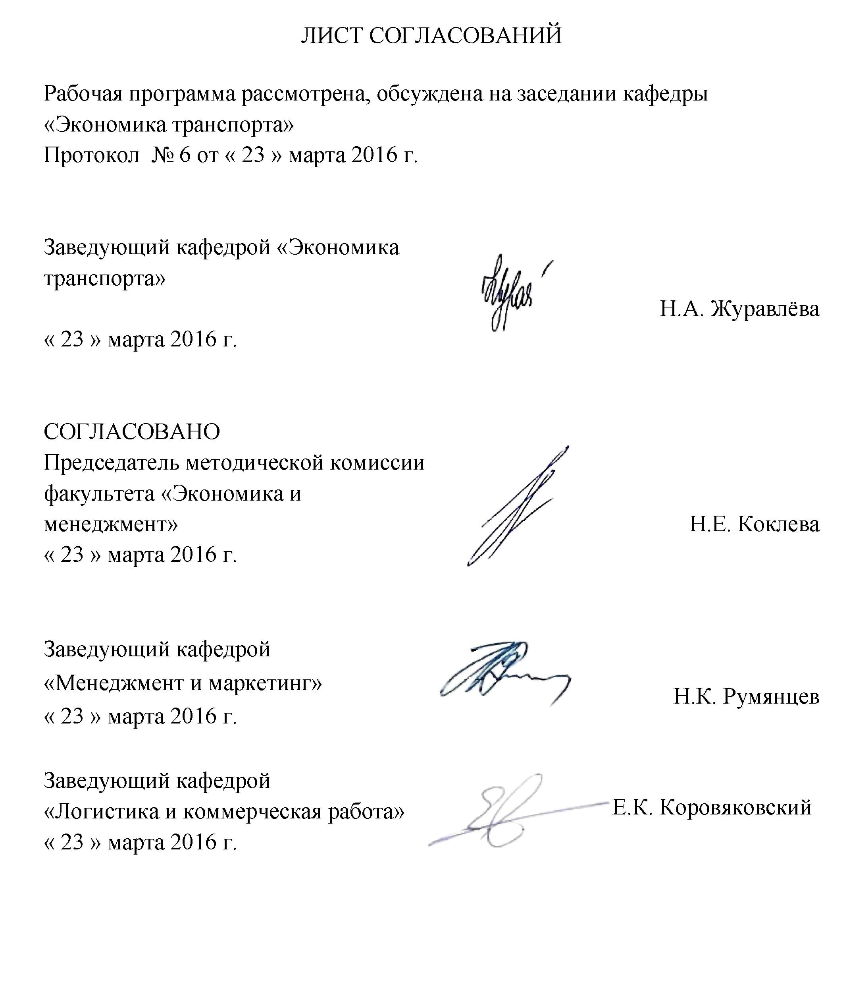 ЛИСТ СОГЛАСОВАНИЙ
Рабочая программа рассмотрена, обсуждена на заседании кафедры
«Экономика транспорта»
Протокол № 6 от « 23 » марта 2016 г.
Заведующий кафедрой «Экономика
транспорта»
Н.А. Журавлёва
« 23 » марта 2016 г.
СОГЛАСОВАНО
Председатель методической комиссии
факультета «Экономика и
менеджмент»
Н.Е. Коклева
« 23 » марта 2016 г.
Заведующий кафедрой
«Менеджмент и маркетинг»
Н.К. Румянцев
« 23 » марта 2016 г.
Заведующий кафедрой
«Логистика и коммерческая работа»
Е.К. Коровяковский
« 23 » марта 2016 г.